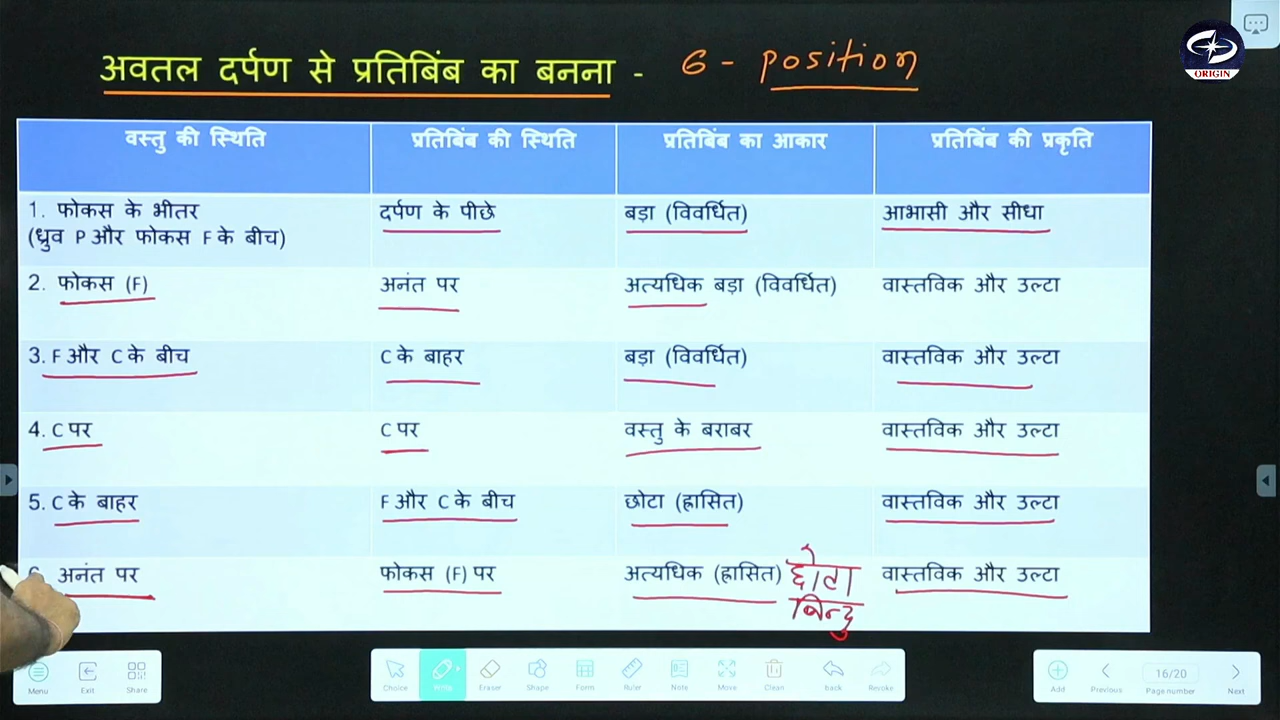 अवतल दर्पण से प्रतिबिंब का बनना - 6 - position
ORIGIN
वस्तु की स्थिति प्रतिबिंब की स्थिति प्रतिबिंब का आकार प्रतिबिंब की प्रकृति
1. फोकस के भीतर दर्पण के पीछे बड़ा (विवर्धित) आभासी और सीधा
(ध्रुव P और फोकस F के बीच)
2. फोकस (F) अनंत पर अत्यधिक बड़ा (विवर्धित) वास्तविक और उल्टा
3. F और C के बीच C के बाहर बड़ा (विवर्धित) वास्तविक और उल्टा
4. C पर C पर वस्तु के बराबर वास्तविक और उल्टा
5. C के बाहर F और C के बीच छोटा (ह्रासित) वास्तविक और उल्टा
6. अनंत पर फोकस (F) पर अत्यधिक (ह्रासित) छोटा वास्तविक और उल्टा
बिन्दु
Menu Exit Share Choice Write Eraser Shape Form Ruler Note Move Clean back Revoke Add Previous 16/20 Page number Next